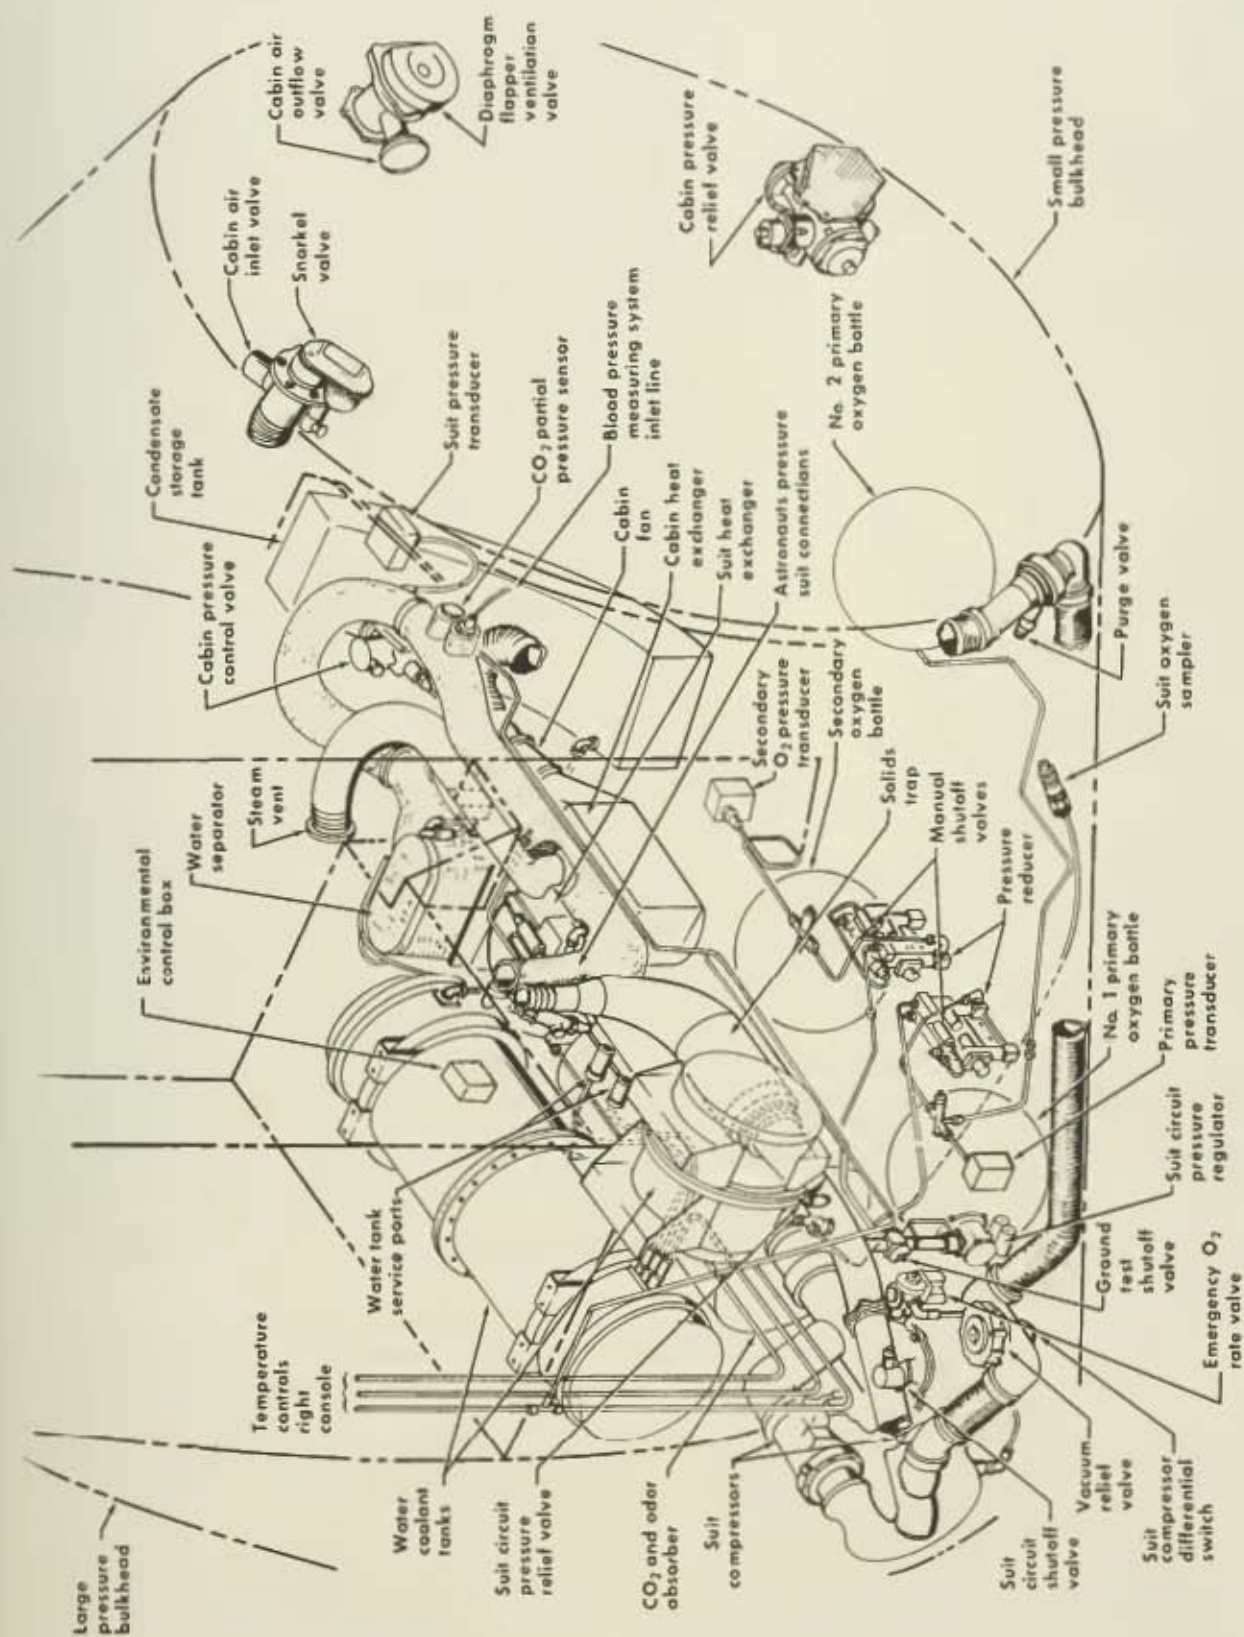 Large
pressure
bulkhead
Temperature
controls
right
console
Water tank
service ports
Environmental
control box
Water
separator
Steam
vent
Cabin pressure
control valve
Condensate
storage
tank
Cabin air
inlet valve
Snorkel
valve
Cabin air
outflow
valve
Diaphragm
flapper
ventilation
valve
Suit pressure
transducer
CO2 partial
pressure sensor
Blood pressure
measuring system
inlet line
Cabin
fan
Cabin heat
exchanger
Suit heat
exchanger
Astronauts pressure
suit connections
Cabin pressure
relief valve
No. 2 primary
oxygen bottle
Small pressure
bulkhead
Secondary
O2 pressure
transducer
Secondary
oxygen
bottle
Solids
trap
Manual
shutoff
valves
Pressure
reducer
Purge valve
Suit oxygen
sampler
No. 1 primary
oxygen bottle
Primary
pressure
transducer
Suit circuit
pressure
regulator
Ground
test
shutoff
valve
Emergency O2
rate valve
Water
coolant
tanks
Suit circuit
pressure
relief valve
CO2 and odor
absorber
Suit
compressors
Suit
circuit
shutoff
valve
Vacuum
relief
valve
Suit
compressor
differential
switch